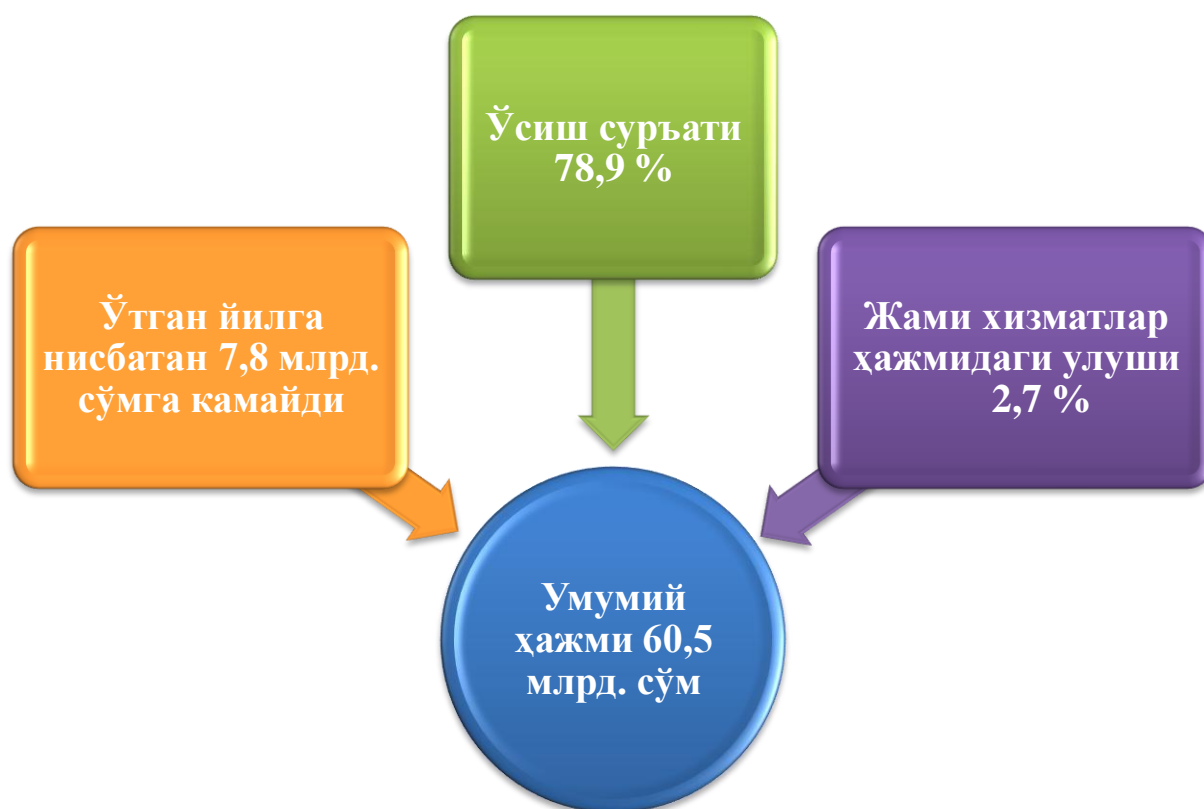 Ўсиш суръати
78,9 %
Ўтган йилга
нисбатан 7,8 млрд.
сўмга камайди
Жами хизматлар
ҳажмидаги улуши
2,7 %
Умумий
ҳажми 60,5
млрд. сўм